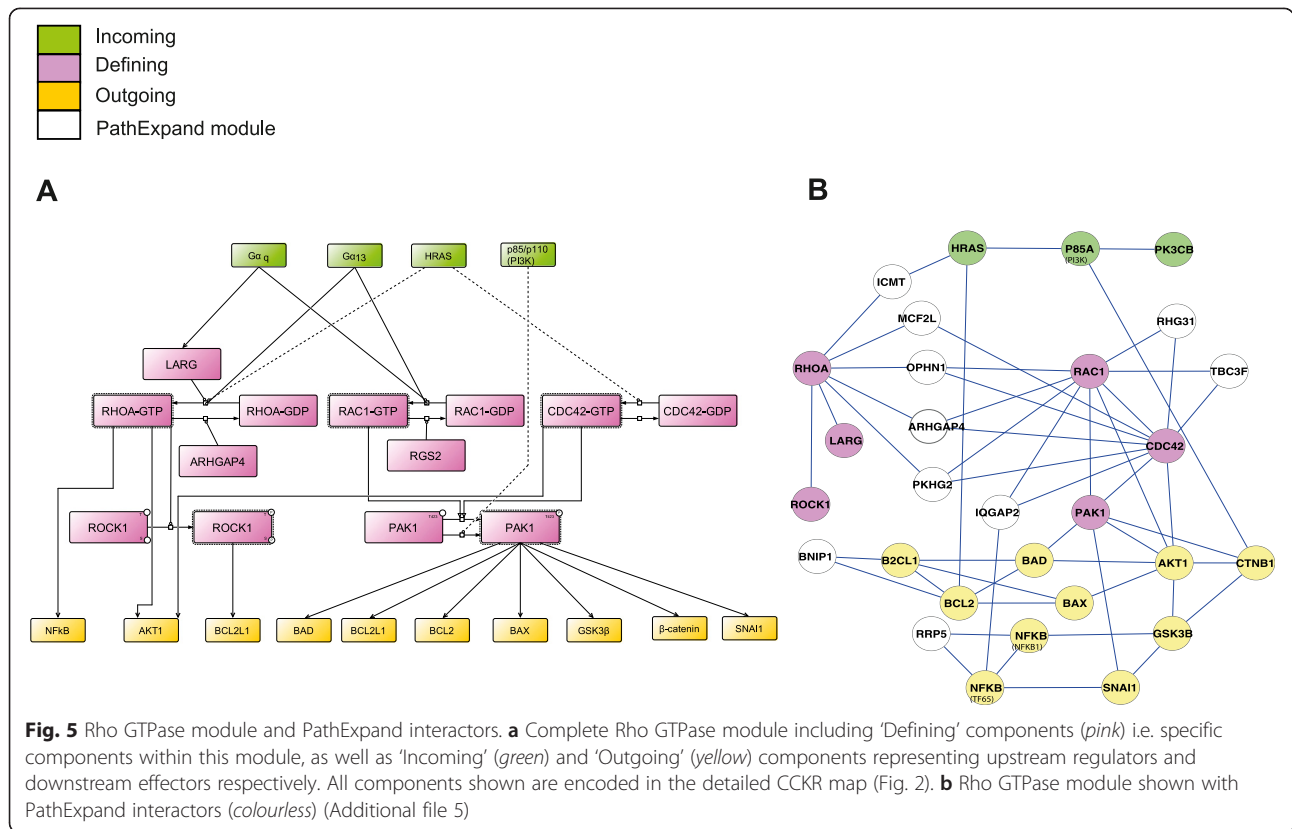 Incoming
Defining
Outgoing
PathExpand module
A
B
Gα q
Gα13
HRAS
p85/p110
(PI3K)
LARG
RHOA-GTP
RHOA-GDP
RAC1-GTP
RAC1-GDP
CDC42-GTP
CDC42-GDP
ARHGAP4
RGS2
ROCK1
ROCK1
PAK1
PAK1
NFkB
AKT1
BCL2L1
BAD
BCL2L1
BCL2
BAX
GSK3β
β-catenin
SNAI1
HRAS
P85A
(PI3K)
PK3CB
ICMT
MCF2L
RHG31
RHOA
OPHN1
RAC1
TBC3F
ARHGAP4
LARG
CDC42
PKHG2
ROCK1
IQGAP2
PAK1
BNIP1
B2CL1
BAD
AKT1
CTNB1
BCL2
BAX
RRP5
NFKB
(NFKB1)
GSK3B
NFKB
(TF65)
SNAI1
Fig. 5 Rho GTPase module and PathExpand interactors. a Complete Rho GTPase module including ‘Defining’ components (pink) i.e. specific
components within this module, as well as ‘Incoming’ (green) and ‘Outgoing’ (yellow) components representing upstream regulators and
downstream effectors respectively. All components shown are encoded in the detailed CCKR map (Fig. 2). b Rho GTPase module shown with
PathExpand interactors (colourless) (Additional file 5)